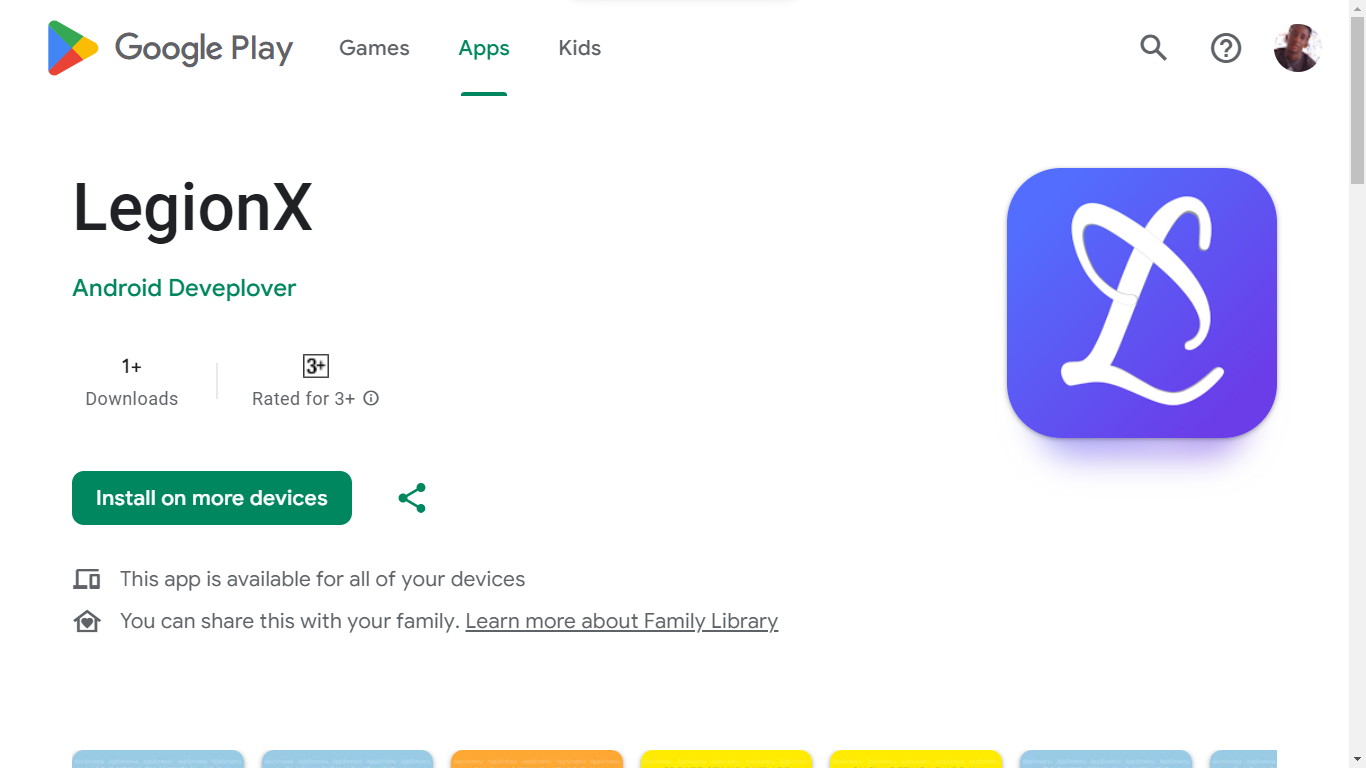 Google Play Games Apps Kids
LegionX
Android Deveplover
1+
Downloads
3+
Rated for 3+
Install on more devices
This app is available for all of your devices
You can share this with your family. Learn more about Family Library